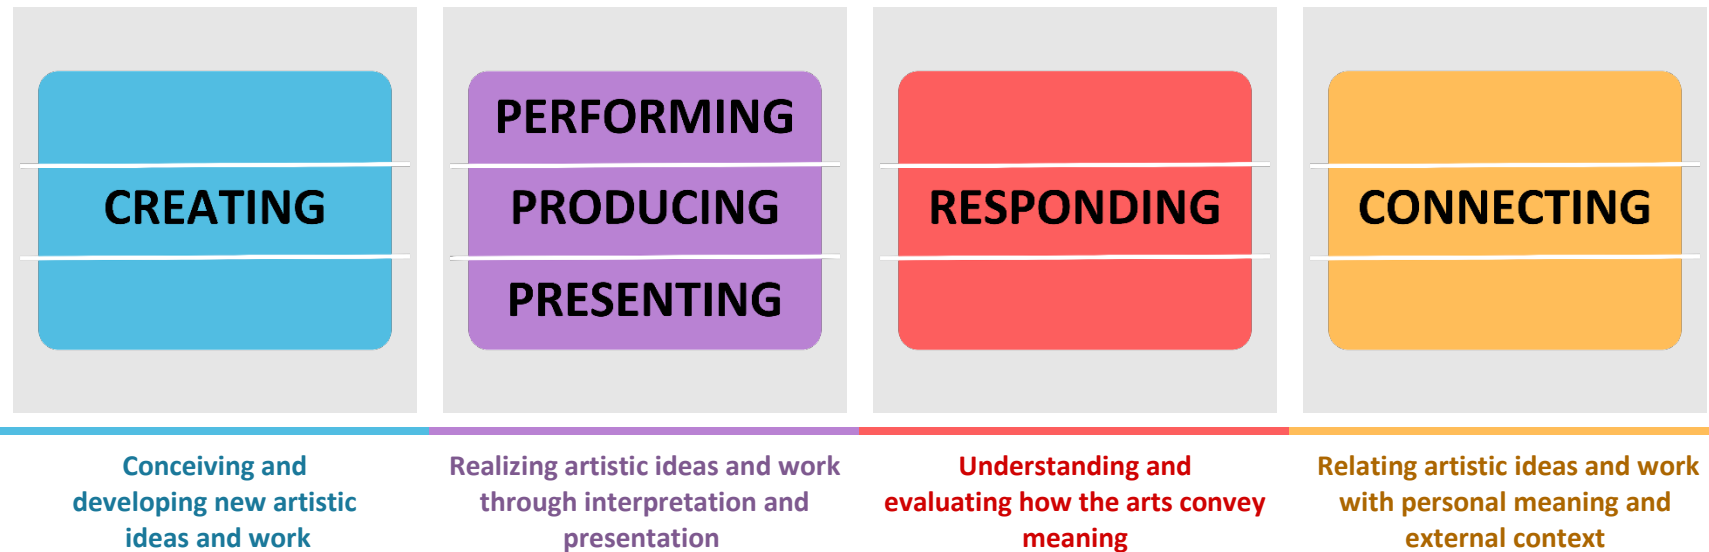 CREATING
PERFORMING
PRODUCING
PRESENTING
RESPONDING
CONNECTING
Conceiving and
developing new artistic
ideas and work
Realizing artistic ideas and work
through interpretation and
presentation
Understanding and
evaluating how the arts convey
meaning
Relating artistic ideas and work
with personal meaning and
external context